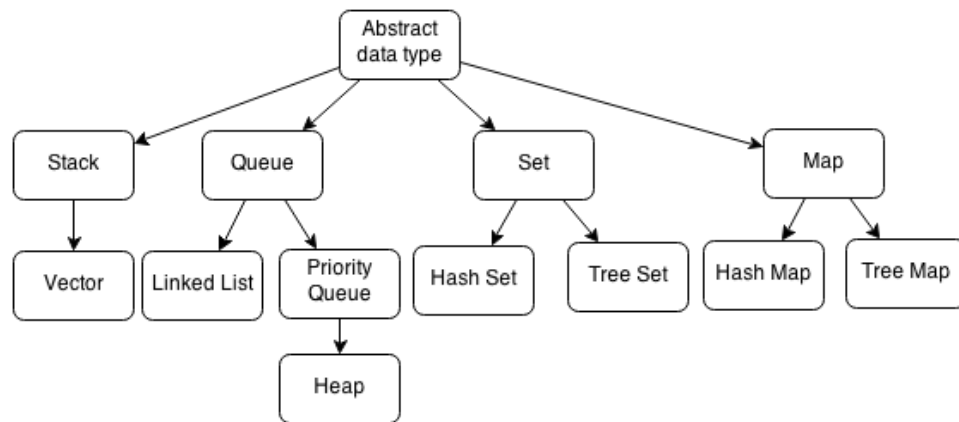 Abstract
data type
Stack
Queue
Set
Map
Vector
Linked List
Priority
Queue
Hash Set
Tree Set
Hash Map
Tree Map
Heap